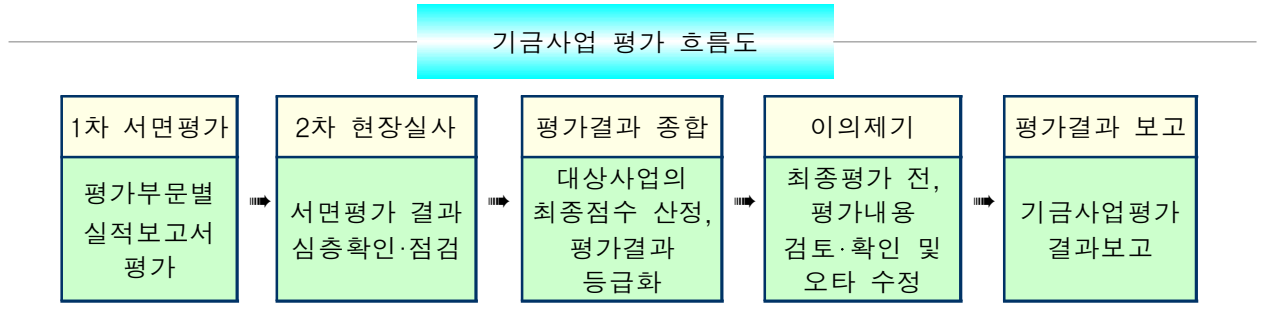 기금사업 평가 흐름도
1차 서면평가
평가부문별
실적보고서
평가
➠
2차 현장실사
서면평가 결과
심층확인·점검
➠
평가결과 종합
대상사업의
최종점수 산정,
평가결과
등급화
➠
이의제기
최종평가 전,
평가내용
검토·확인 및
오타 수정
➠
평가결과 보고
기금사업평가
결과보고